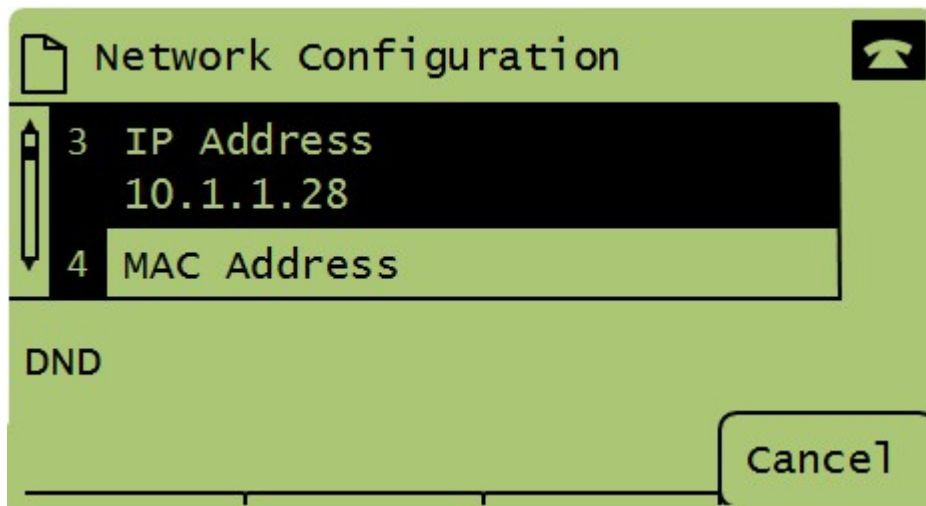 Network Configuration
3 IP Address
10.1.1.28
4 MAC Address
DND
Cancel